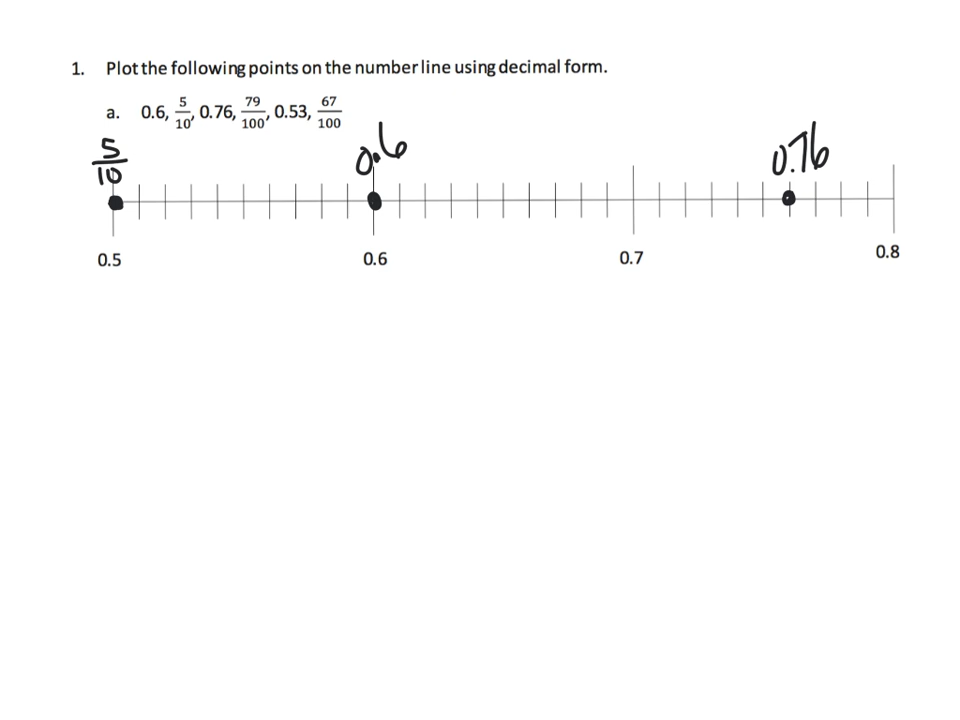 1. Plot the following points on the number line using decimal form.
a. 0.6, 5/10, 0.76, 79/100, 0.53, 67/100
5/10 0.6 0.76
0.5 0.6 0.7 0.8